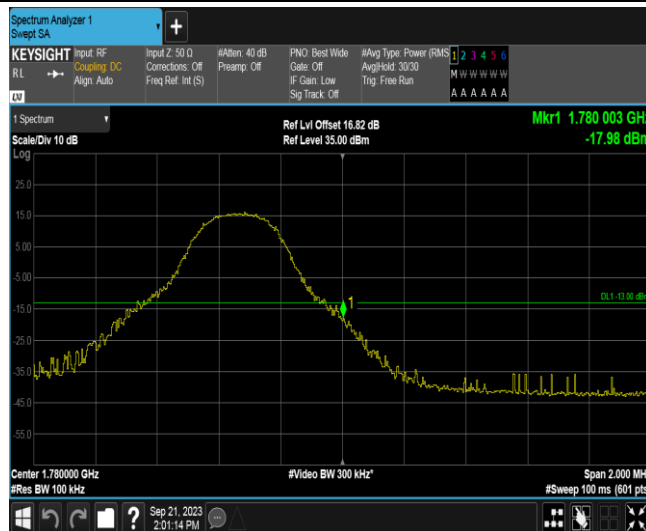 Spectrum Analyzer 1
Swept SA
KEYSIGHT
RL
LXI
Input: RF
Coupling: DC
Align: Auto
Input Z: 50 Ω
Corrections: Off
Freq Ref: Int (S)
#Atten: 40 dB
Preamp: Off
PNO: Best Wide
Gate: Off
IF Gain: Low
Sig Track: Off
#Avg Type: Power (RMS
Avg|Hold: 30/30
Trig: Free Run
1 2 3 4 5 6
M W W W W W
A A A A A A
1 Spectrum
Scale/Div 10 dB
Log
Ref Lvl Offset 16.82 dB
Ref Level 35.00 dBm
Mkr1 1.780 003 GHz
-17.98 dBm
25.0
15.0
5.00
-5.00
-15.0
-25.0
-35.0
-45.0
-55.0
1
DL1 -13.00 dBm
Center 1.780000 GHz
#Res BW 100 kHz
#Video BW 300 kHz*
Span 2.000 MH
#Sweep 100 ms (601 pts
?
Sep 21, 2023
2:01:14 PM